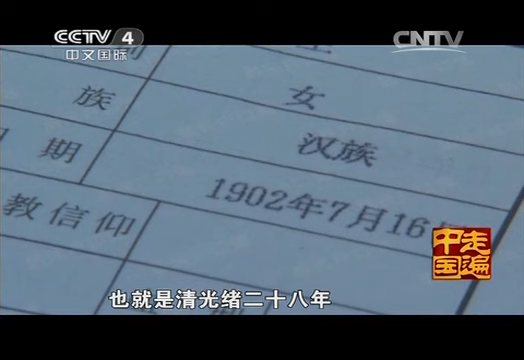 CCTV 4
中文国际
CNTV
别
女
族
汉族
期
1902年7月16
教信仰
走遍
中国
也就是清光绪二十八年